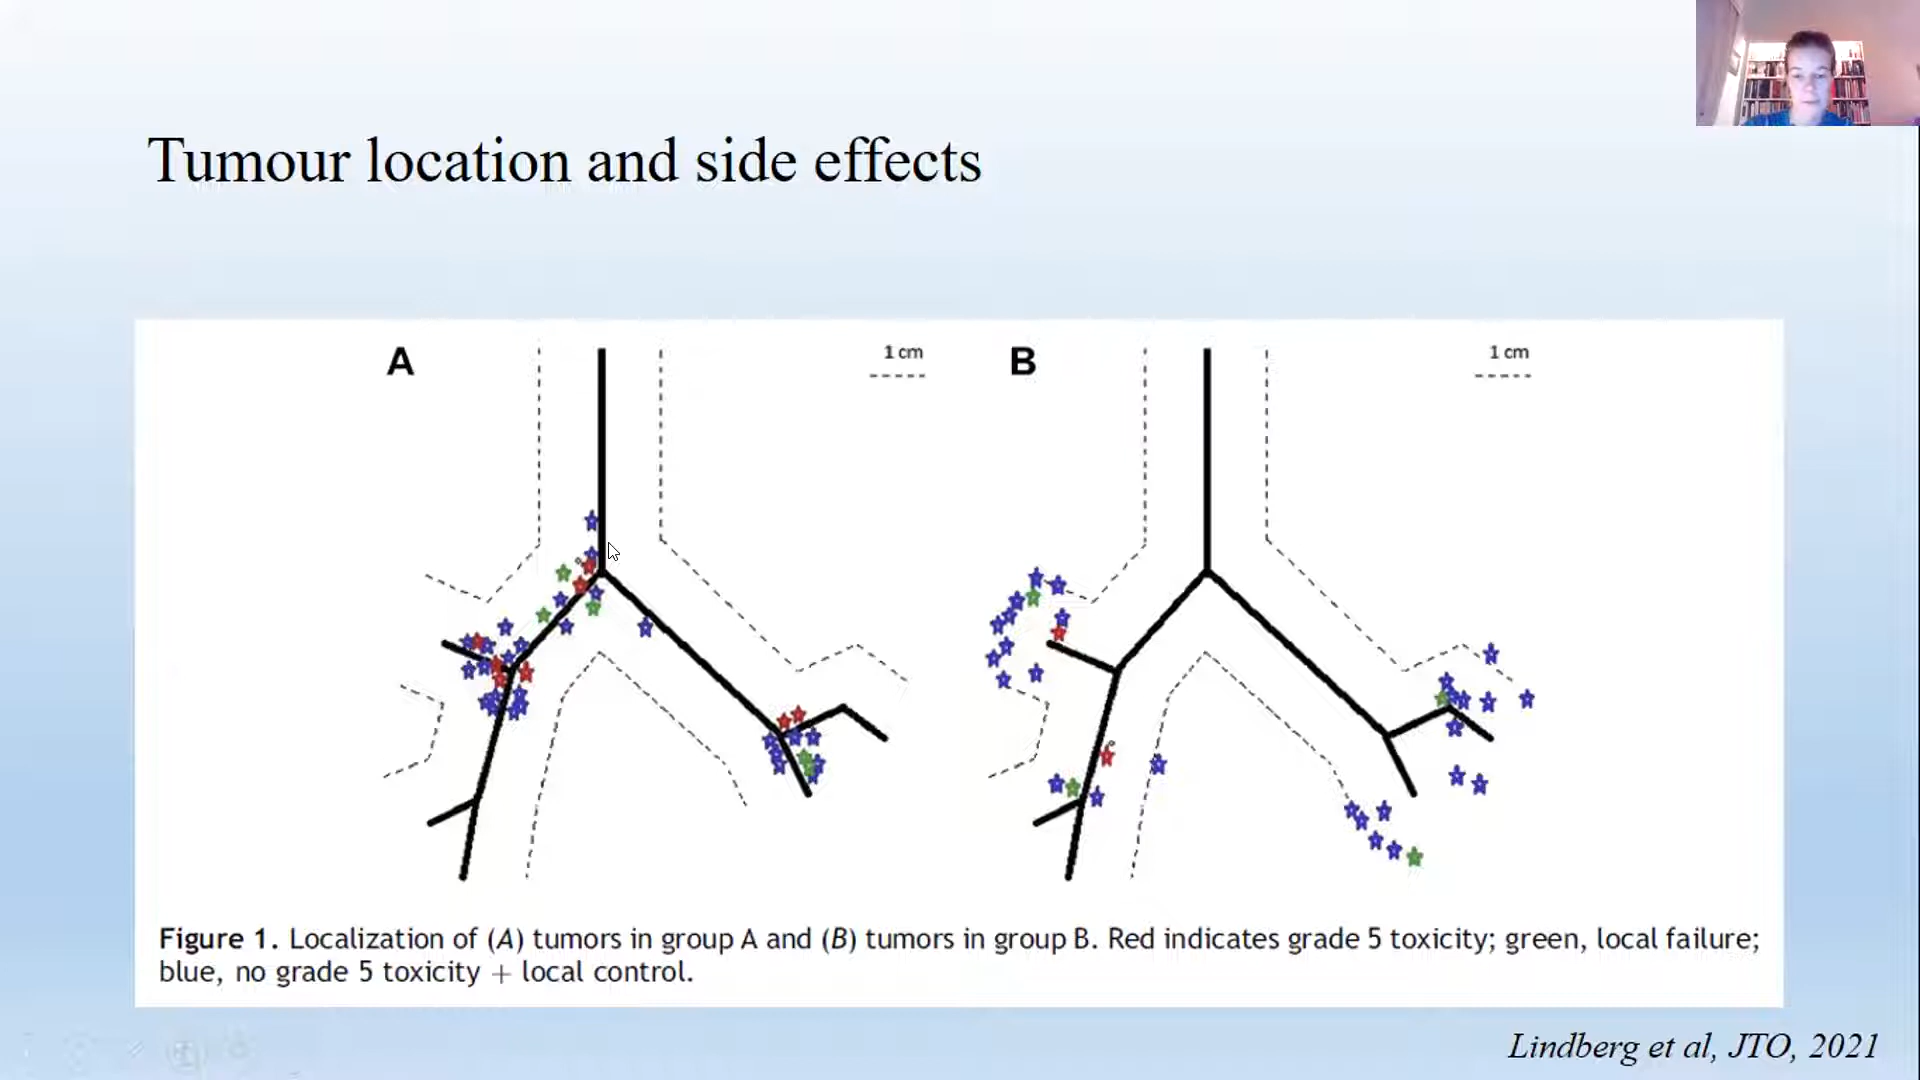 Tumour location and side effects
A
1 cm
B
1 cm
Figure 1. Localization of (A) tumors in group A and (B) tumors in group B. Red indicates grade 5 toxicity; green, local failure;
blue, no grade 5 toxicity + local control.
Lindberg et al, JTO, 2021